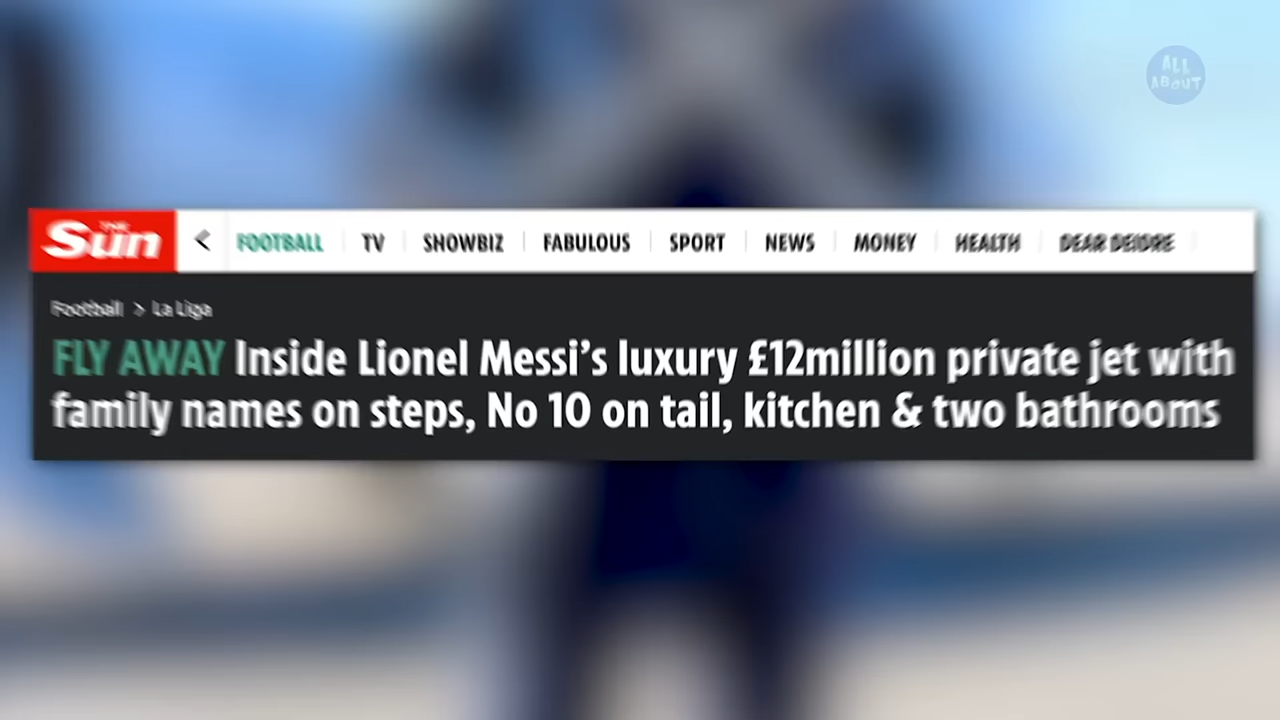 ALL
ABOUT
THE
Sun
FOOTBALL TV SHOWBIZ FABULOUS SPORT NEWS MONEY HEALTH DEAR DEIDRE
Football > La Liga
FLY AWAY Inside Lionel Messi’s luxury £12million private jet with
family names on steps, No 10 on tail, kitchen & two bathrooms